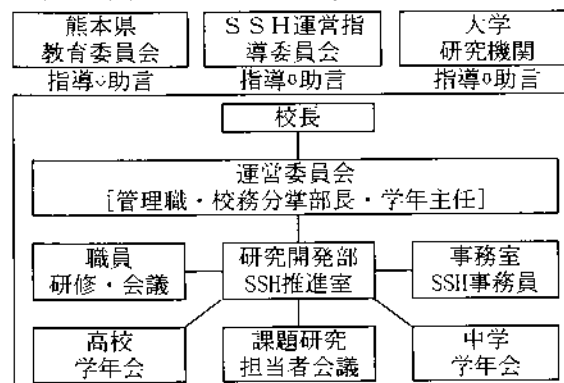 熊本県
教育委員会
ＳＳＨ運営指
導委員会
大学
研究機関
指導⇩助言
指導⇩助言
指導⇩助言
校長
運営委員会
[管理職・校務分掌部長・学年主任]
職員
研修・会議
研究開発部
SSH推進室
事務室
SSH事務員
高校
学年会
課題研究
担当者会議
中学
学年会